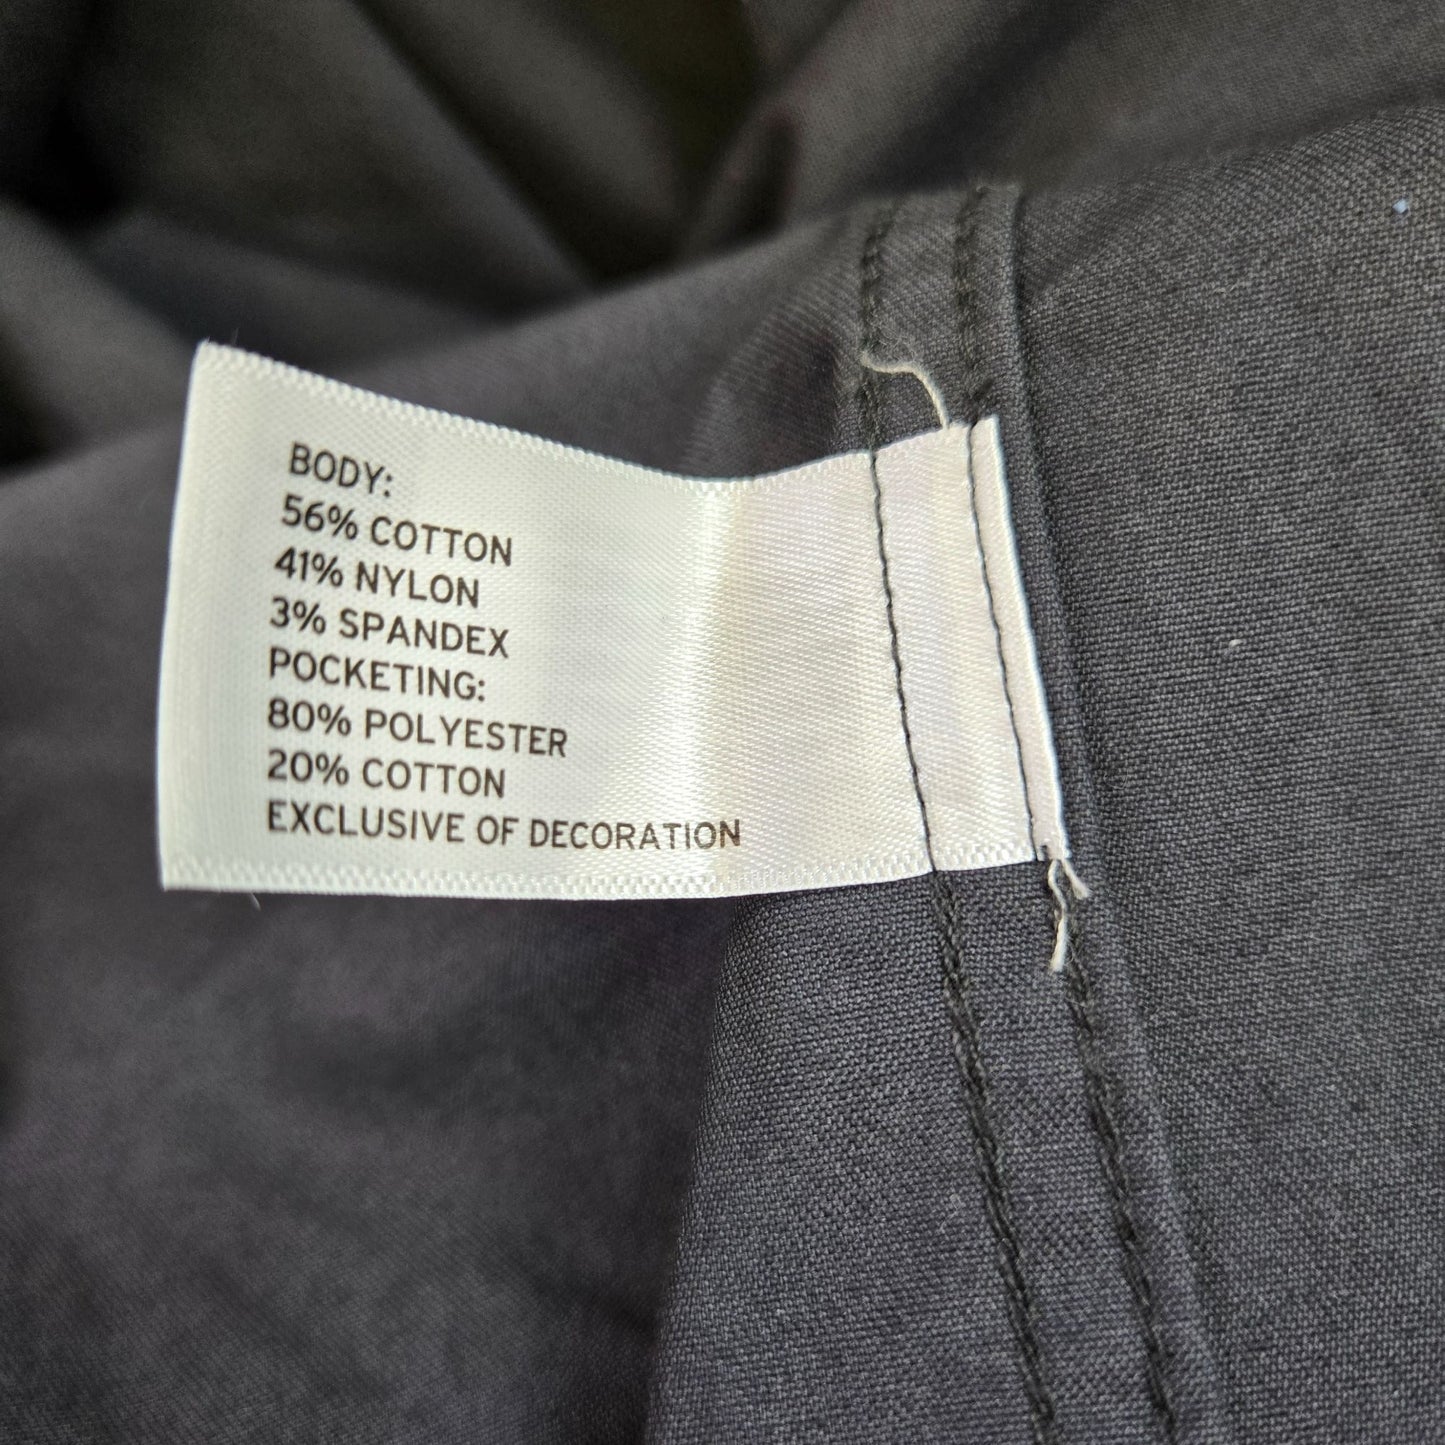 BODY:
56% COTTON
41% NYLON
3% SPANDEX
POCKETING:
80% POLYESTER
20% COTTON
EXCLUSIVE OF DECORATION